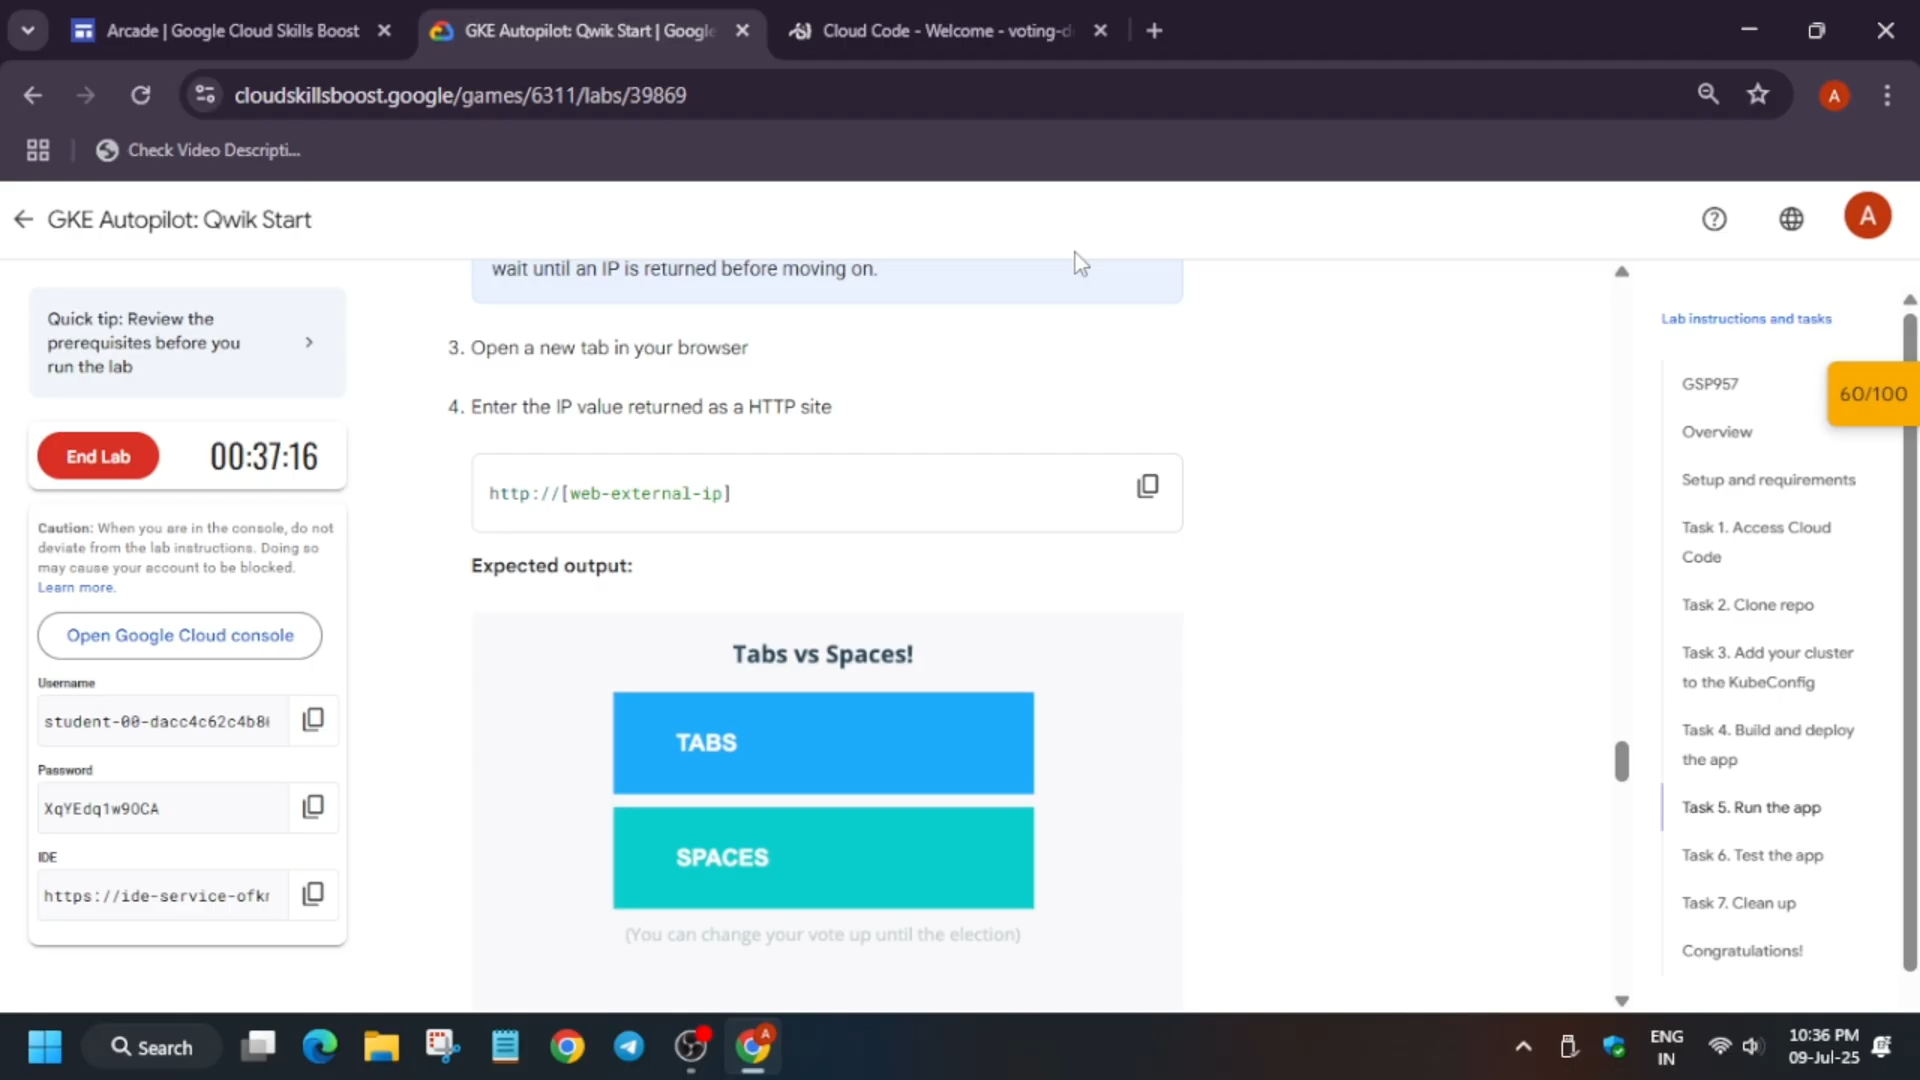 Arcade | Google Cloud Skills Boost
GKE Autopilot: Qwik Start | Google
Cloud Code - Welcome - voting-d
cloudskillsboost.google/games/6311/labs/39869
A
Check Video Descripti...
GKE Autopilot: Qwik Start
A
wait until an IP is returned before moving on.
Quick tip: Review the
prerequisites before you
run the lab
End Lab
00:37:16
Caution: When you are in the console, do not
deviate from the lab instructions. Doing so
may cause your account to be blocked.
Learn more.
Open Google Cloud console
Username
student-00-dacc4c62c4b8
Password
XqYEdq1w9OCA
IDE
https://ide-service-ofk
3. Open a new tab in your browser
4. Enter the IP value returned as a HTTP site
http://[web-external-ip]
Expected output:
Tabs vs Spaces!
TABS
SPACES
(You can change your vote up until the election)
Lab instructions and tasks
60/100
GSP957
Overview
Setup and requirements
Task 1. Access Cloud
Code
Task 2. Clone repo
Task 3. Add your cluster
to the KubeConfig
Task 4. Build and deploy
the app
Task 5. Run the app
Task 6. Test the app
Task 7. Clean up
Congratulations!
Search
A
ENG
IN
10:36 PM
09-Jul-25